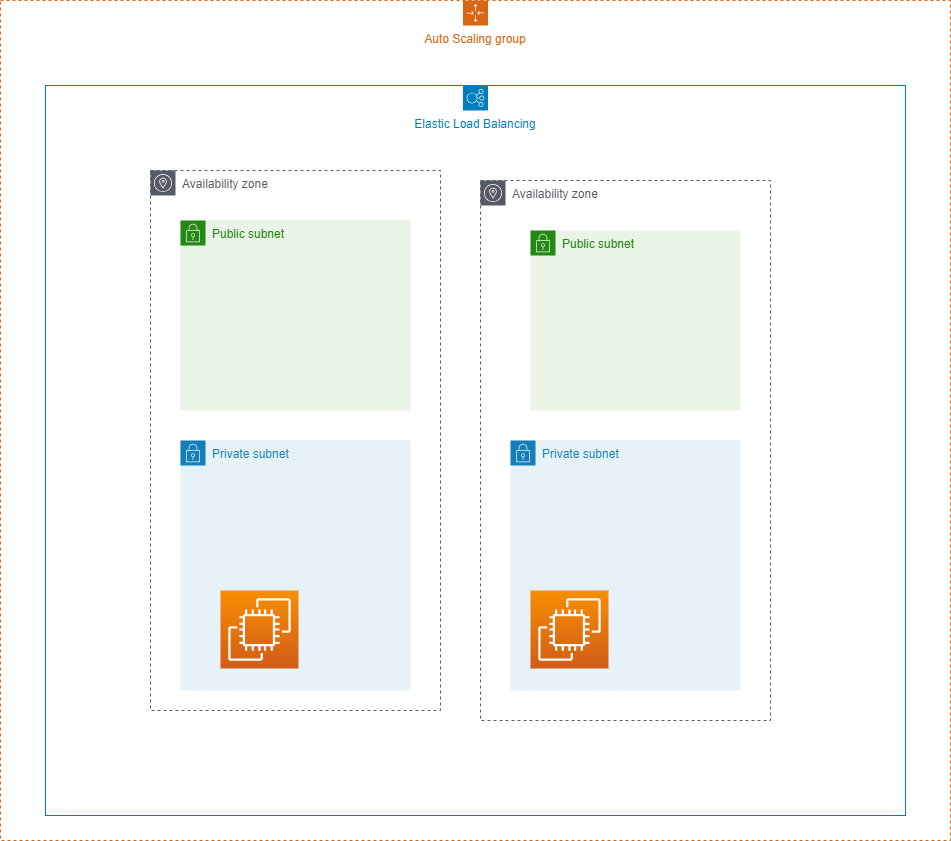 Auto Scaling group
Elastic Load Balancing
Availability zone
Availability zone
Public subnet
Public subnet
Private subnet
Private subnet